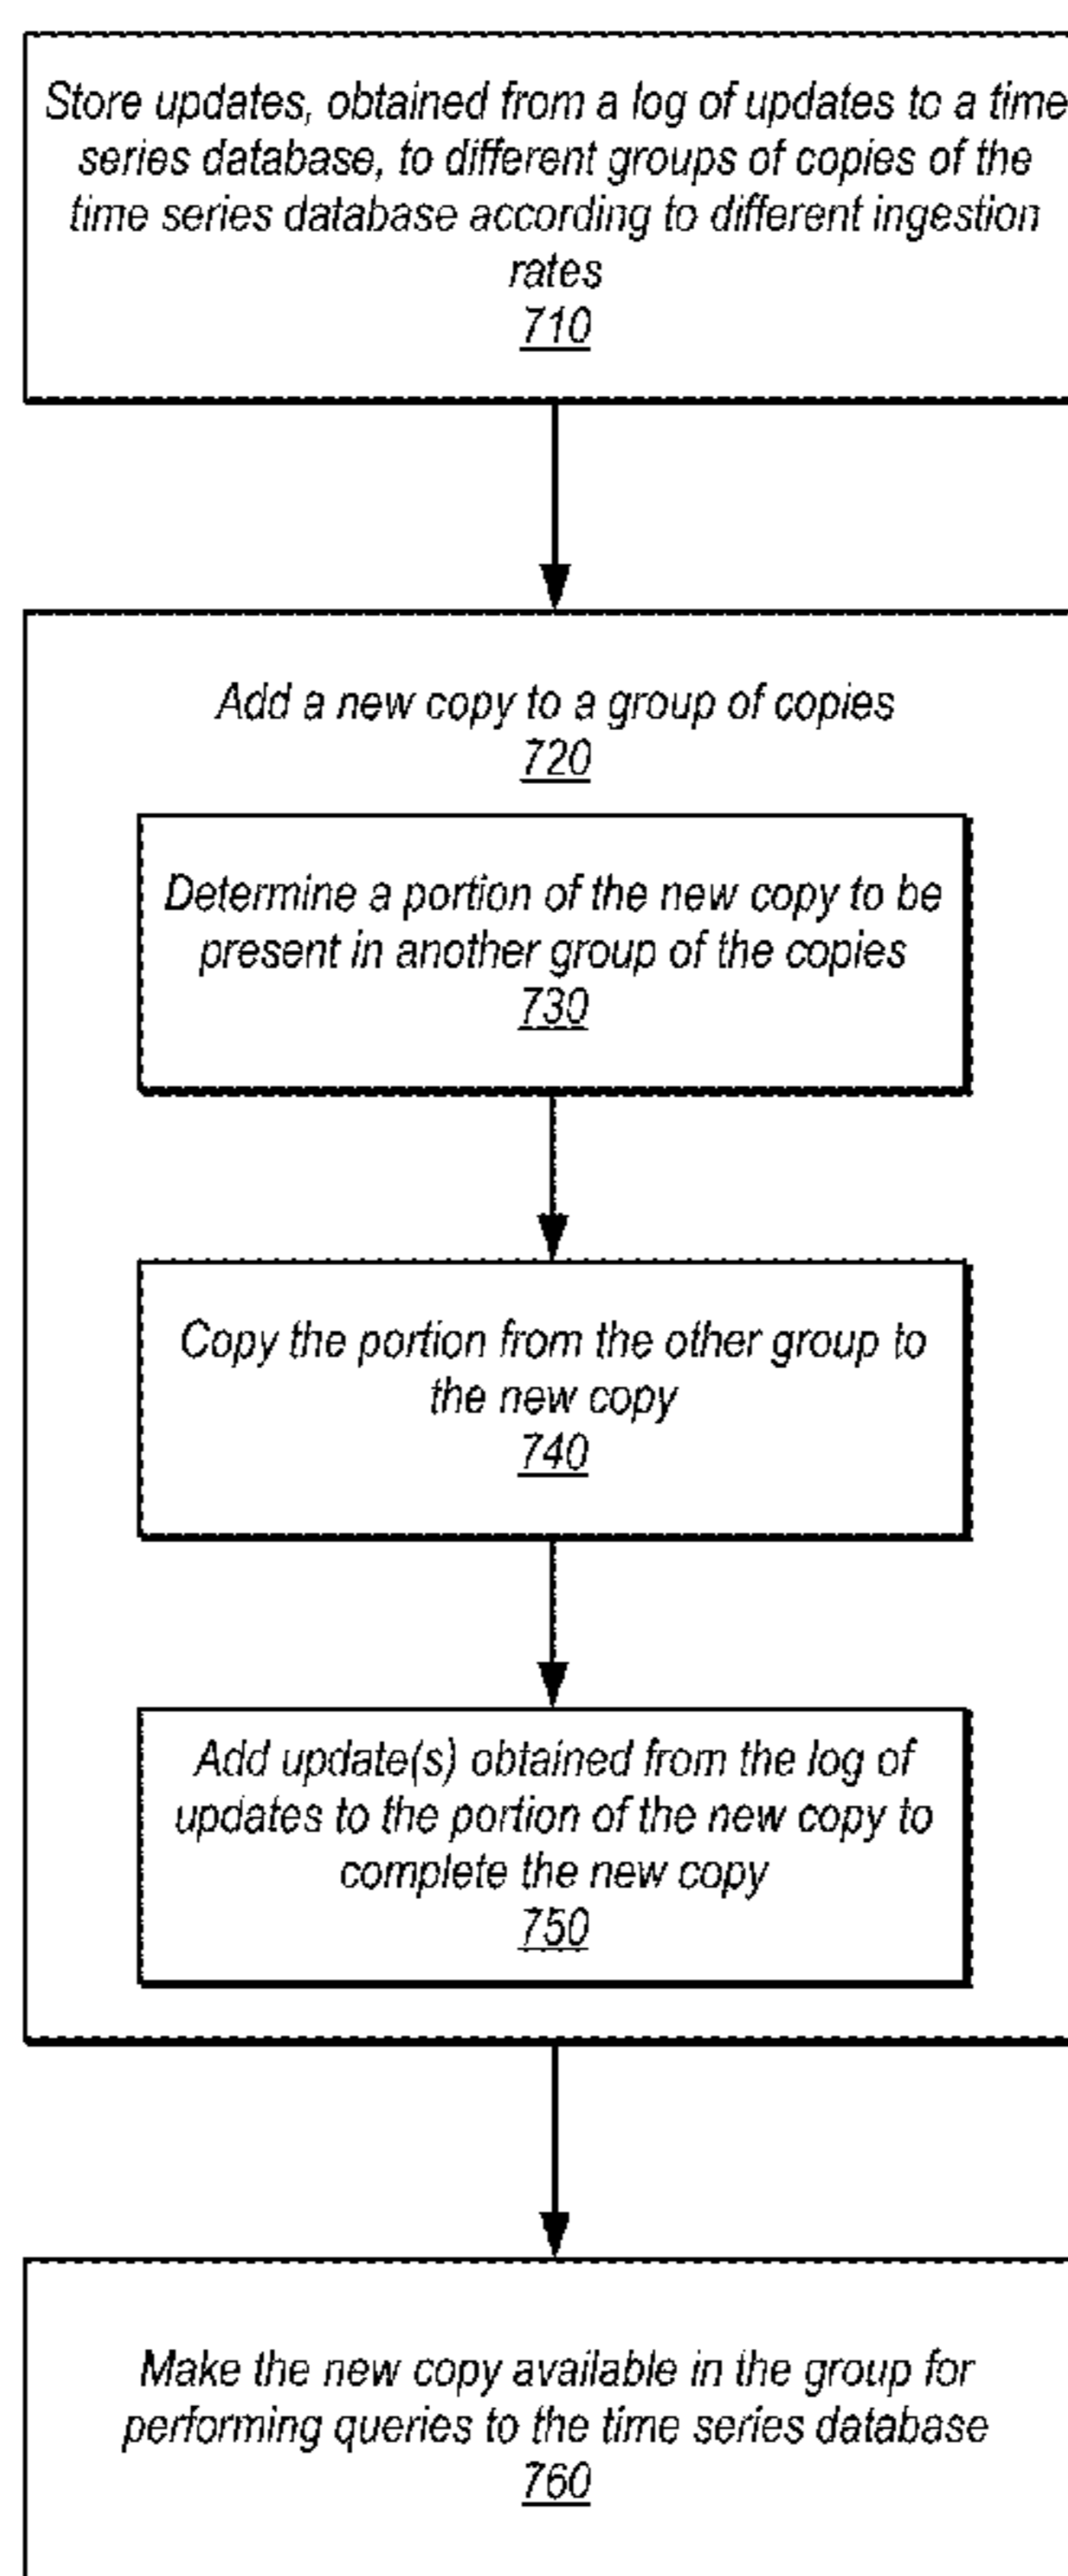 Store updates, obtained from a log of updates to a time
series database, to different groups of copies of the
time series database according to different ingestion
rates
710
Add a new copy to a group of copies
720
Determine a portion of the new copy to be
present in another group of the copies
730
Copy the portion from the other group to
the new copy
740
Add update(s) obtained from the log of
updates to the portion of the new copy to
complete the new copy
750
Make the new copy available in the group for
performing queries to the time series database
760